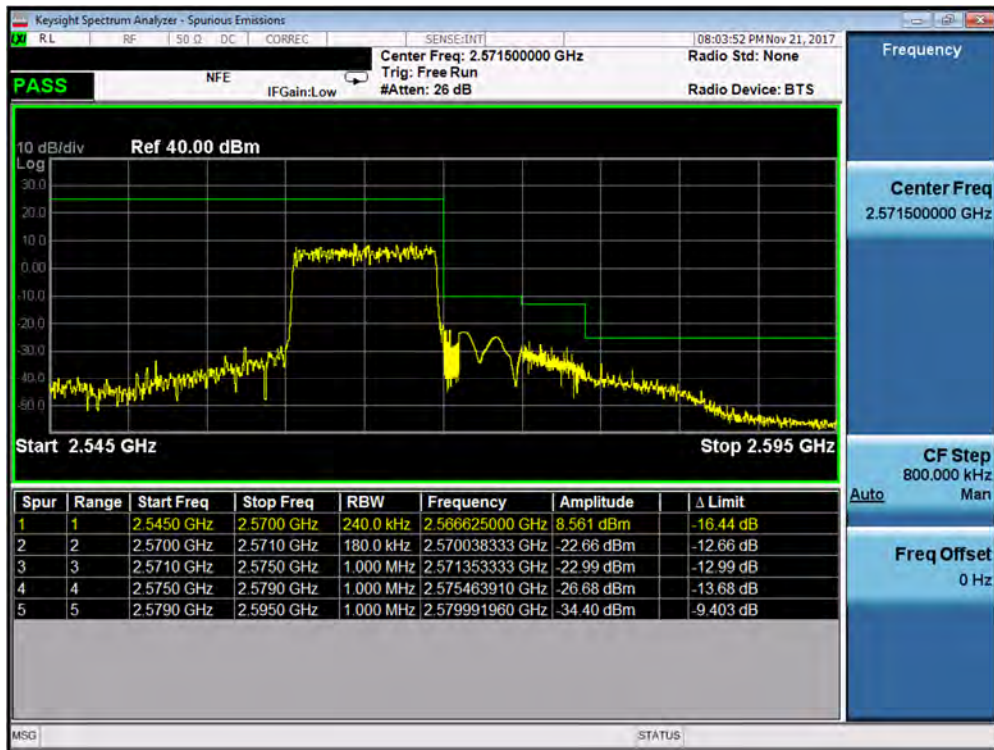 Keysight Spectrum Analyzer - Spurious Emissions
LXI RL RF 50 Ω DC CORREC SENSE:INT 08:03:52 PM Nov 21, 2017
Center Freq: 2.571500000 GHz Radio Std: None
PASS NFE Trig: Free Run
IFGain:Low #Atten: 26 dB Radio Device: BTS
10 dB/div Ref 40.00 dBm
Log
30.0
20.0
10.0
0.00
-10.0
-20.0
-30.0
-40.0
-50.0
Start 2.545 GHz Stop 2.595 GHz
Spur Range Start Freq Stop Freq RBW Frequency Amplitude Δ Limit
1 1 2.5450 GHz 2.5700 GHz 240.0 kHz 2.566625000 GHz 8.561 dBm -16.44 dB
2 2 2.5700 GHz 2.5710 GHz 180.0 kHz 2.570038333 GHz -22.66 dBm -12.66 dB
3 3 2.5710 GHz 2.5750 GHz 1.000 MHz 2.571353333 GHz -22.99 dBm -12.99 dB
4 4 2.5750 GHz 2.5790 GHz 1.000 MHz 2.575463910 GHz -26.68 dBm -13.68 dB
5 5 2.5790 GHz 2.5950 GHz 1.000 MHz 2.579991960 GHz -34.40 dBm -9.403 dB
MSG STATUS
Frequency
Center Freq
2.571500000 GHz
CF Step
800.000 kHz
Auto Man
Freq Offset
0 Hz